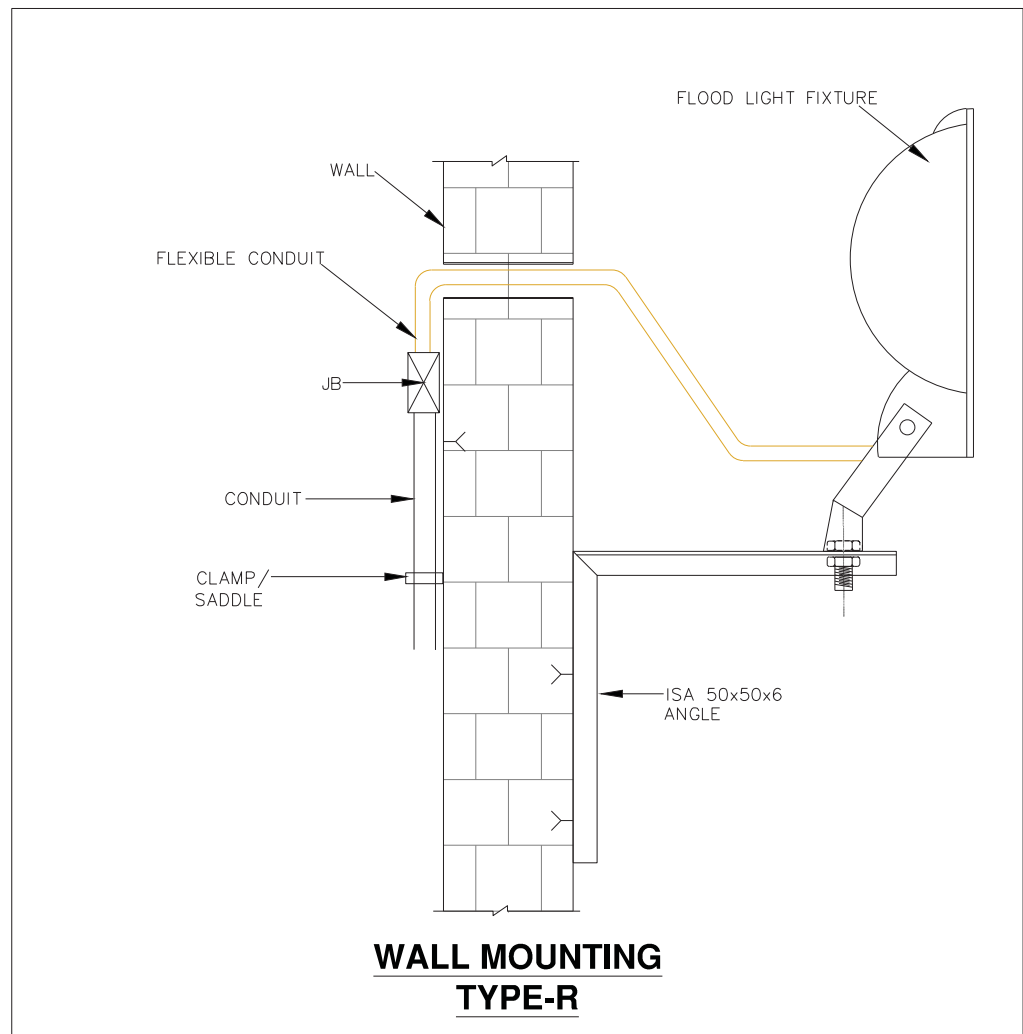 FLOOD LIGHT FIXTURE
WALL
FLEXIBLE CONDUIT
JB
CONDUIT
CLAMP/
SADDLE
ISA 50x50x6
ANGLE
WALL MOUNTING
TYPE-R